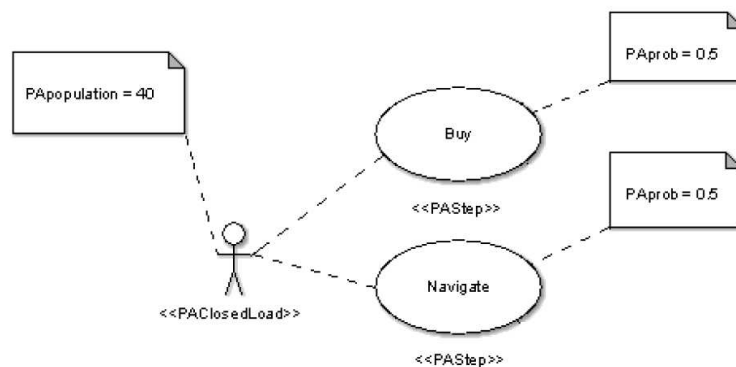 PAprob = 0.5
PApopulation = 40
Buy
<<PAStep>>
PAprob = 0.5
Navigate
<<PAClosedLoad>>
<<PAStep>>